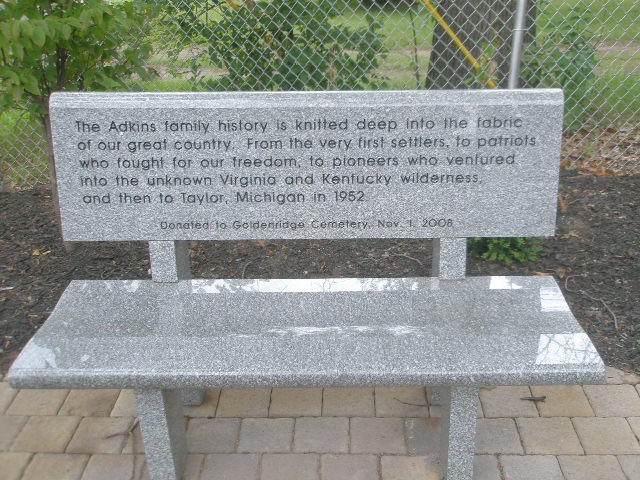 The Adkins family history is knitted deep into the fabric
of our great country. From the very first settlers, to patriots
who fought for our freedom, to pioneers who ventured
into the unknown Virginia and Kentucky wilderness,
and then to Taylor, Michigan in 1952.
Donated to Goldenridge Cemetery, Nov. 1, 2008